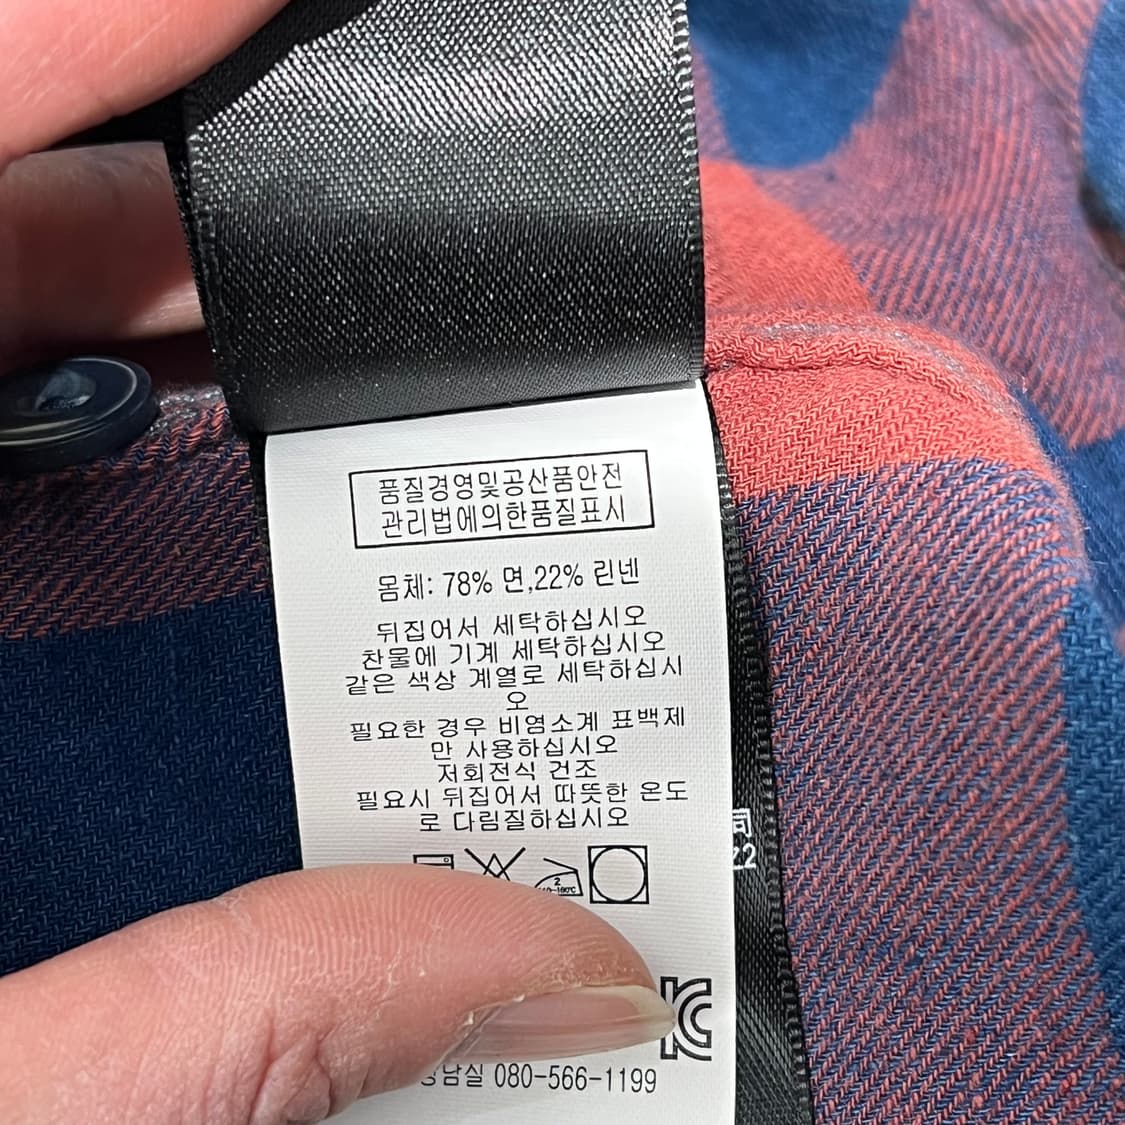 품질경영및공산품안전
관리법에의한품질표시
몸체: 78% 면,22% 린넨
뒤집어서 세탁하십시오
찬물에 기계 세탁하십시오
같은 색상 계열로 세탁하십시
오
필요한 경우 비염소계 표백제
만 사용하십시오
저회전식 건조
필요시 뒤집어서 따뜻한 온도
로 다림질하십시오
2
KC
080-566-1199